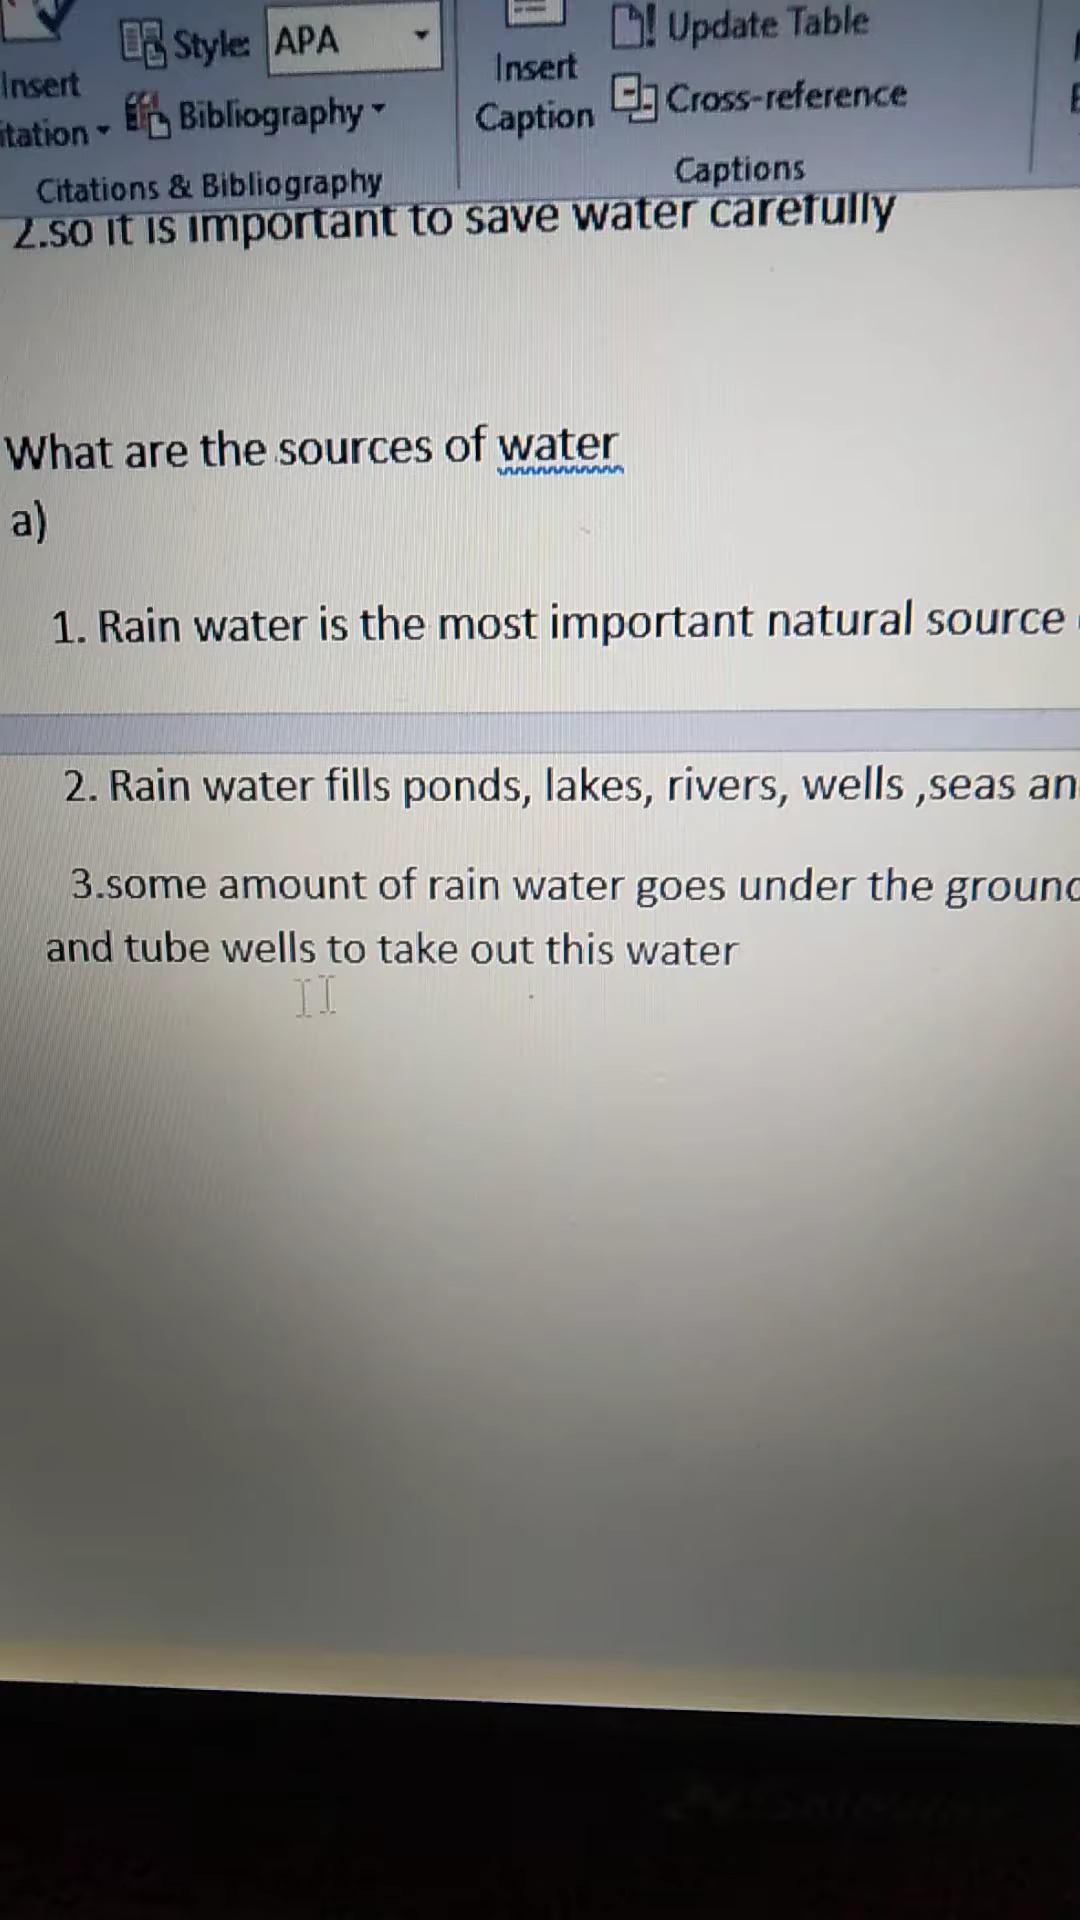 Style: APA
Update Table
Insert
Insert
Caption
Cross-reference
Bibliography
Citations & Bibliography
Captions
2.so it is important to save water carefully
What are the sources of water
a)
1. Rain water is the most important natural source
2. Rain water fills ponds, lakes, rivers, wells ,seas
3.some amount of rain water goes under the
and tube wells to take out this water